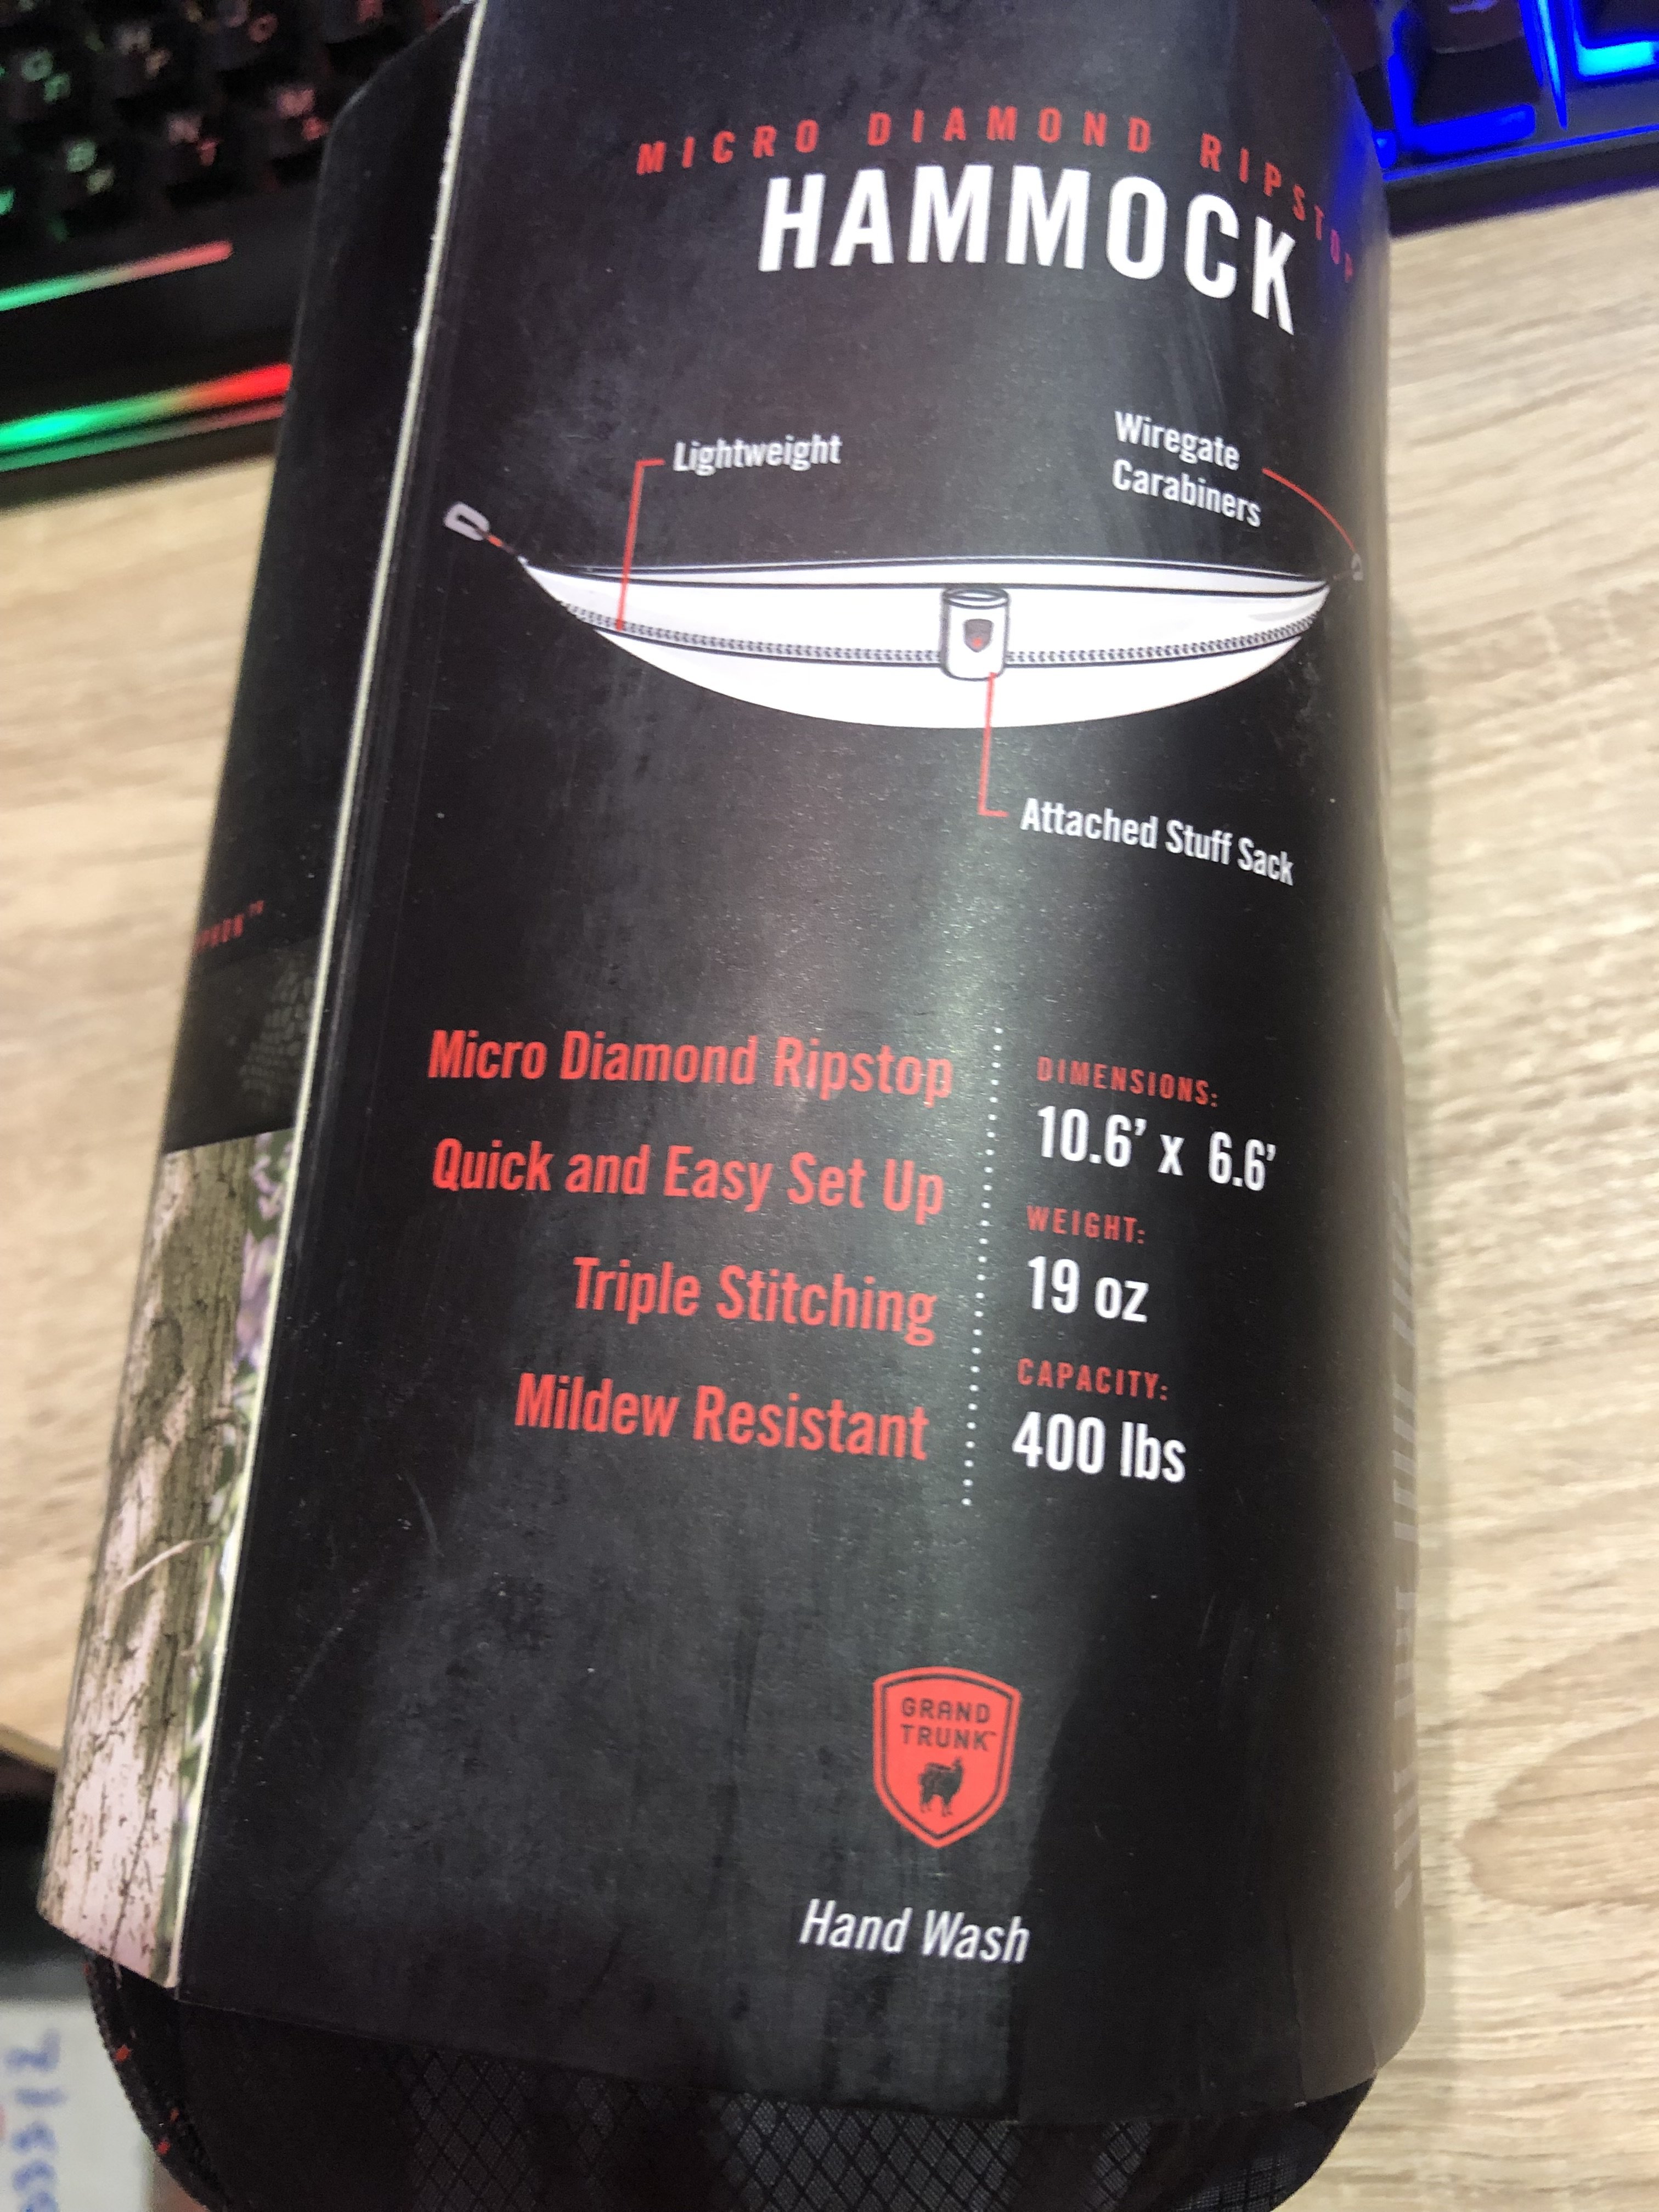 MICRO DIAMOND RIPSTOP
HAMMOCK
Lightweight
Wiregate
Carabiners
Attached Stuff Sack
Micro Diamond Ripstop
Quick and Easy Set Up
Triple Stitching
Mildew Resistant
DIMENSIONS:
10.6’ x 6.6’
WEIGHT:
19 oz
CAPACITY:
400 lbs
GRAND
TRUNK™
Hand Wash